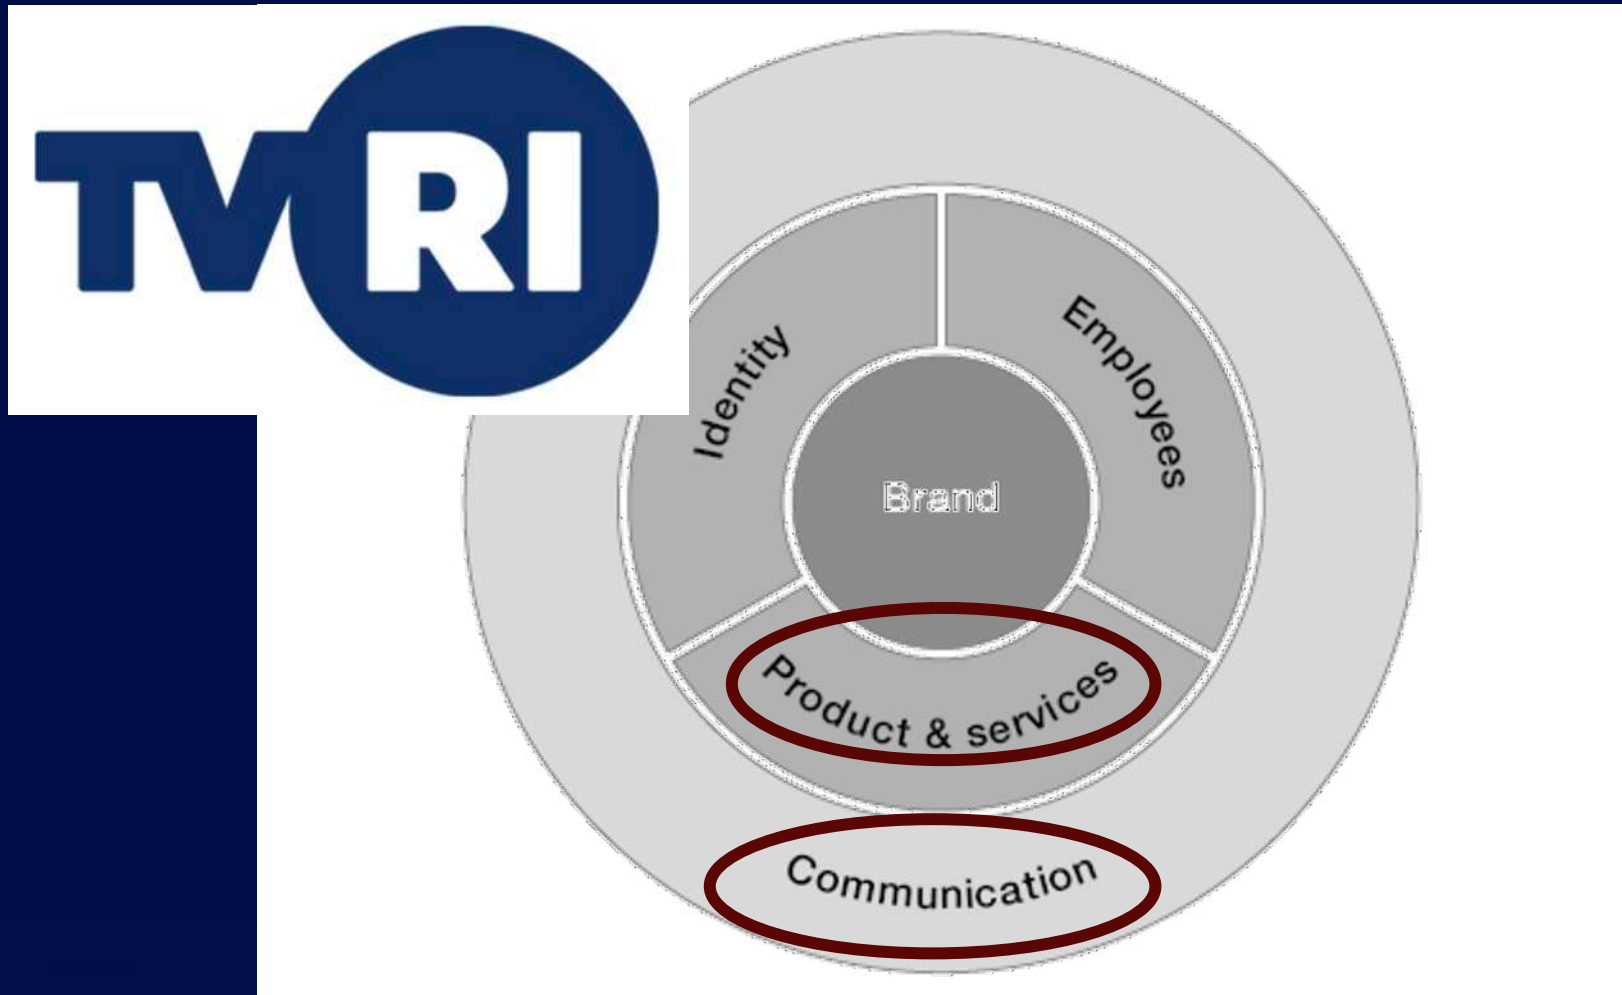 TVRI
Identity
Employees
Brand
Product & services
Communication